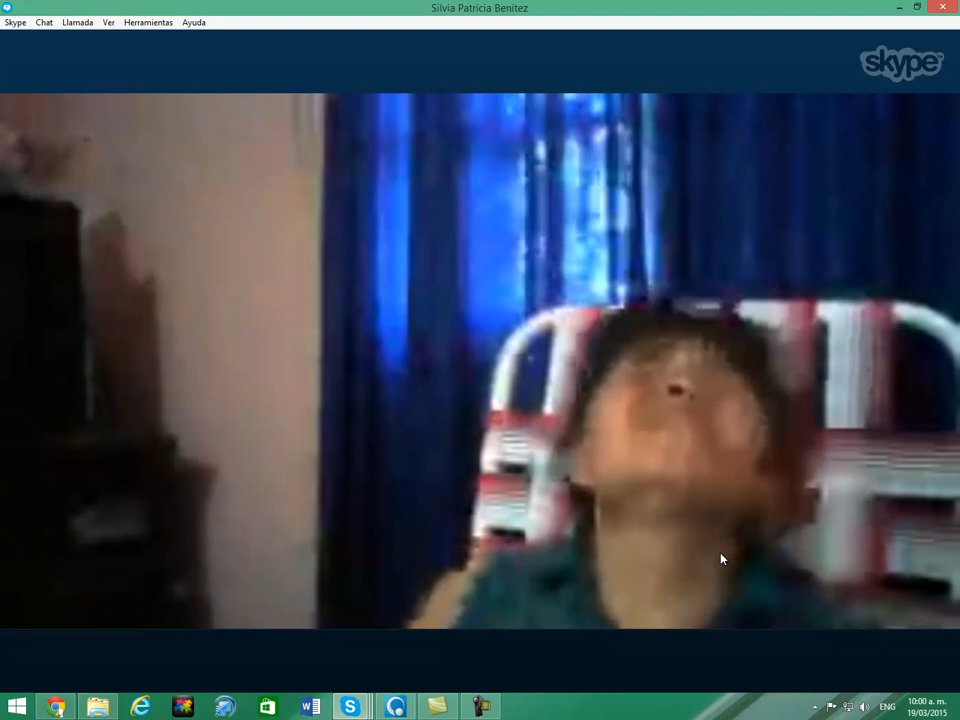 Silvia Patricia Benitez
Skype Chat Llamada Ver Herramientas Ayuda
skype
ENG
10:00 a. m.
19/03/2015